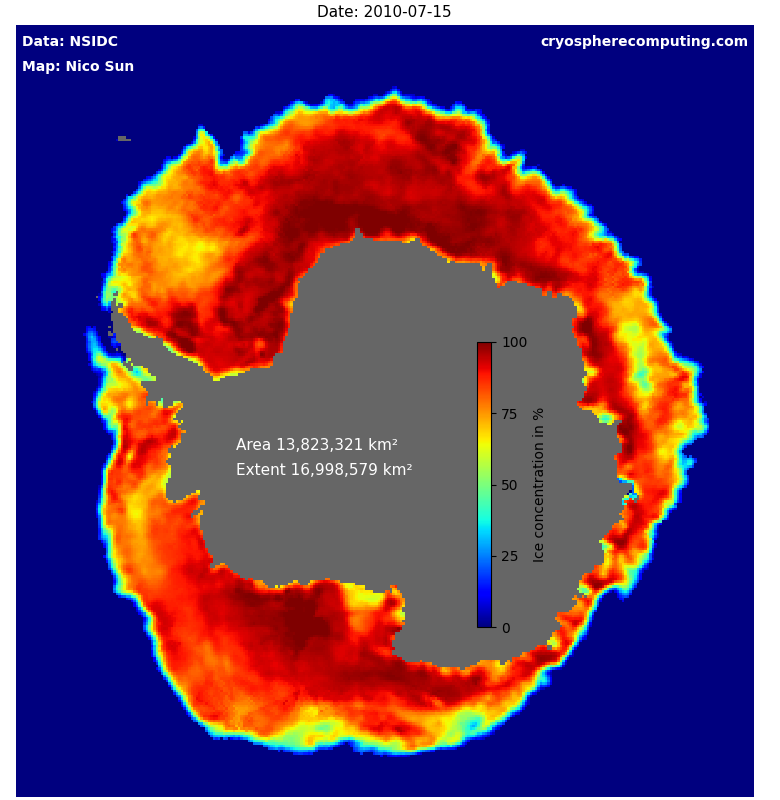 Date: 2010-07-15
Data: NSIDC
cryospherecomputing.com
Map: Nico Sun
100
75
50
25
0
Ice concentration in %
Area 13,823,321 km²
Extent 16,998,579 km²